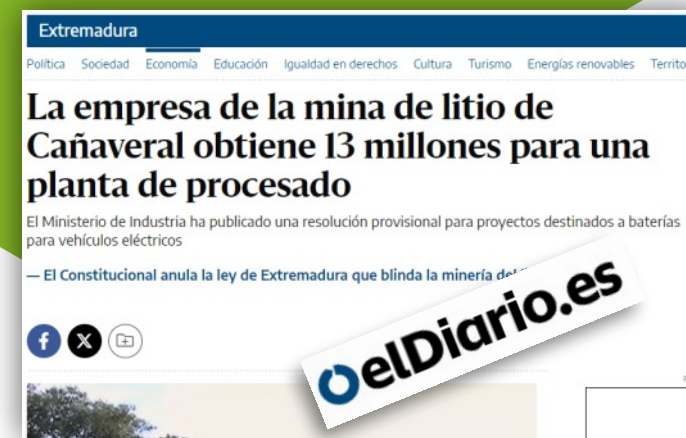 Extremadura
Política Sociedad Economía Educación Igualdad en derechos Cultura Turismo Energías renovables
La empresa de la mina de litio de
Cañaveral obtiene 13 millones para una
planta de procesado
El Ministerio de Industria ha publicado una resolución provisional para proyectos destinados a baterías
para vehículos eléctricos
— El Constitucional anula la ley de Extremadura que blinda la minería del
elDiario.es